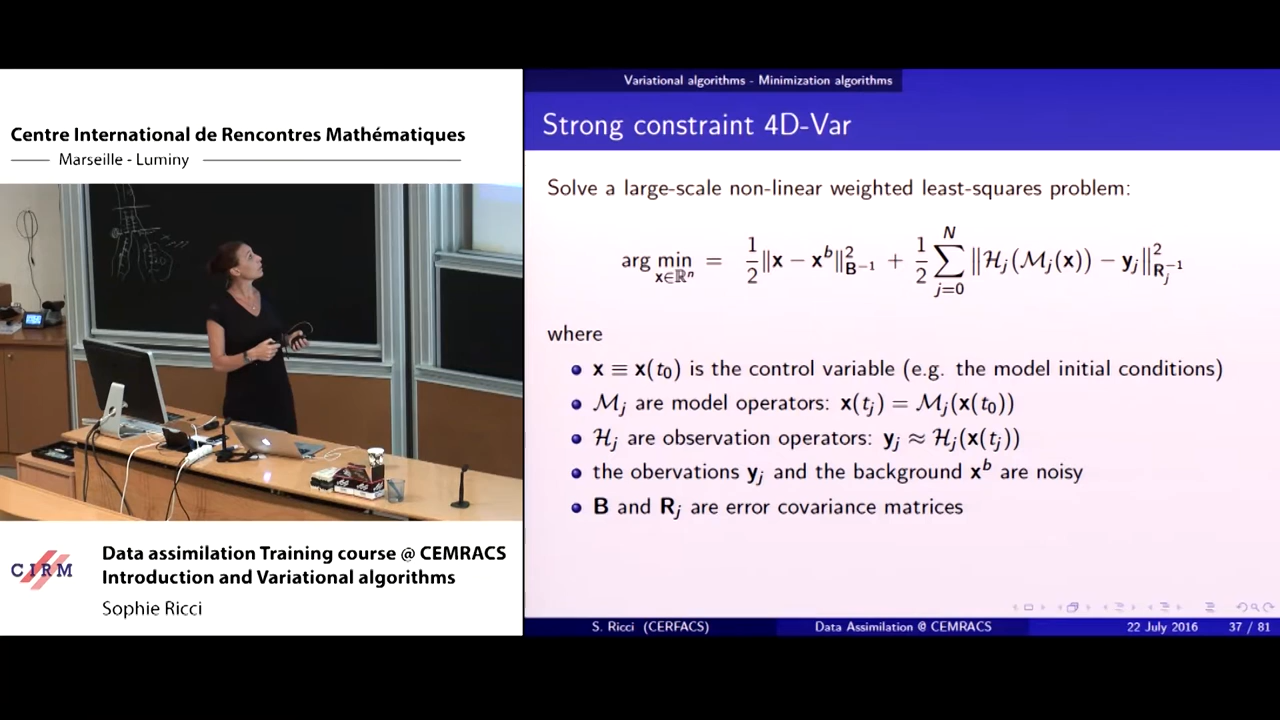 Centre International de Rencontres Mathématiques
Marseille - Luminy
CIRM
Data assimilation Training course @ CEMRACS
Introduction and Variational algorithms
Sophie Ricci
Variational algorithms - Minimization algorithms
Strong constraint 4D-Var
Solve a large-scale non-linear weighted least-squares problem:
arg min_{x∈ℝⁿ} = 1/2 ‖x − x^b‖²_{B⁻¹} + 1/2 ∑_{j=0}^{N} ‖ℋ_j(ℳ_j(x)) − y_j‖²_{R_j⁻¹}
where
• x ≡ x(t₀) is the control variable (e.g. the model initial conditions)
• ℳ_j are model operators: x(t_j) = ℳ_j(x(t₀))
• ℋ_j are observation operators: y_j ≈ ℋ_j(x(t_j))
• the obervations y_j and the background x^b are noisy
• B and R_j are error covariance matrices
S. Ricci (CERFACS) Data Assimilation @ CEMRACS 22 July 2016 37 / 81